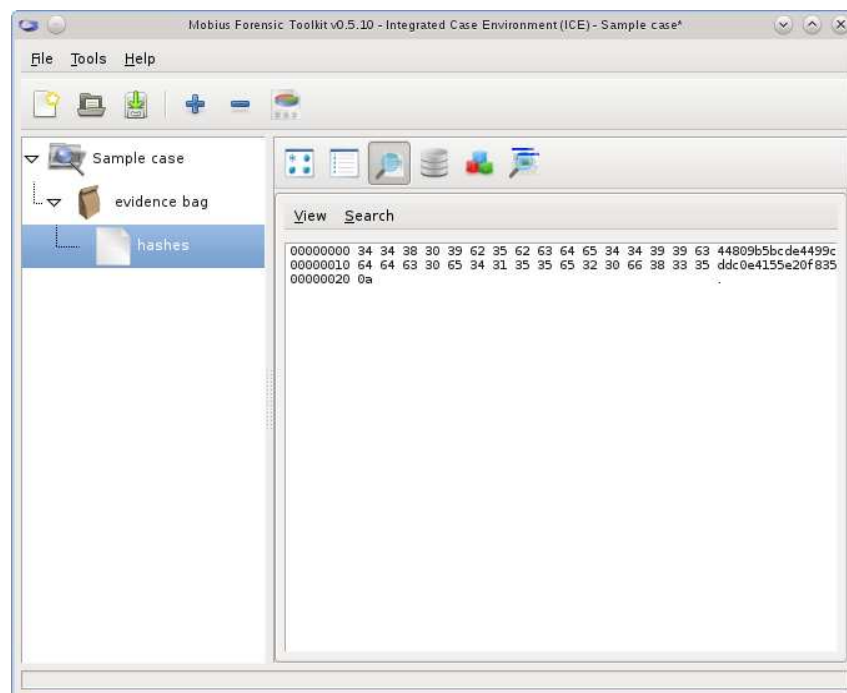 Mobius Forensic Toolkit v0.5.10 - Integrated Case Environment (ICE) - Sample case*
File Tools Help
Sample case
evidence bag
hashes
View Search
00000000 34 34 38 30 39 62 35 62 63 64 65 34 34 39 39 63 44809b5bcde4499c
00000010 64 64 63 30 65 34 31 35 35 65 32 30 66 38 33 35 ddc0e4155e20f835
00000020 0a .